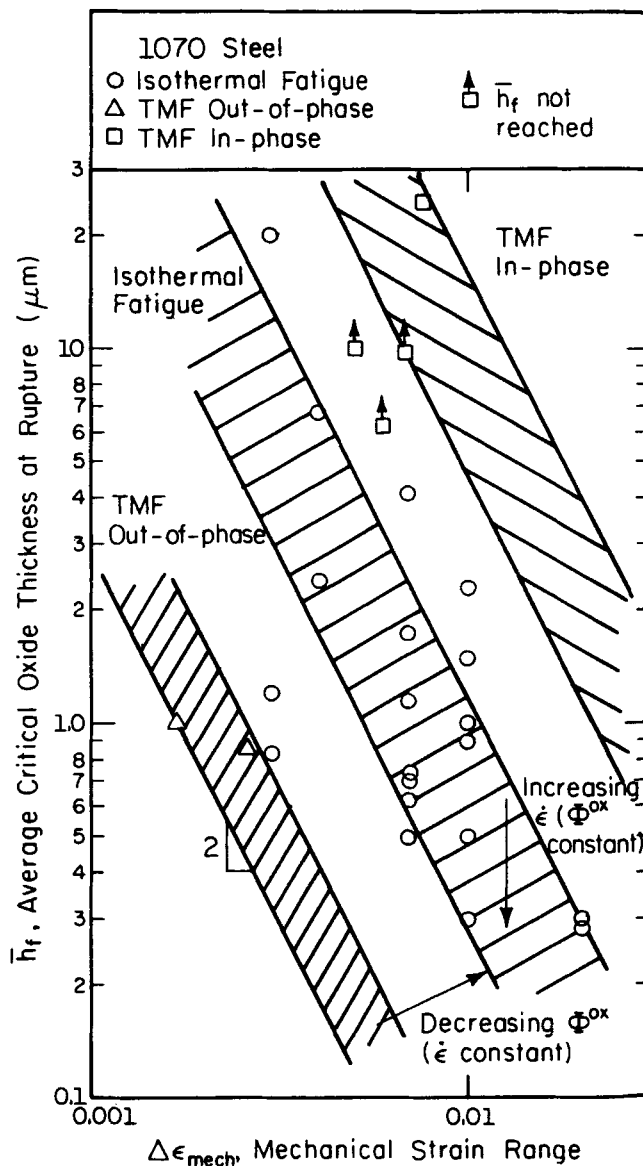 1070 Steel
○ Isothermal Fatigue
△ TMF Out-of-phase
□ TMF In-phase
h̄f not
reached
3
2
10
9
8
7
6
5
4
3
2
1.0
8
7
6
5
4
3
2
0.1
0.001
0.01
h̄f, Average Critical Oxide Thickness at Rupture (μm)
Δϵmech, Mechanical Strain Range
Isothermal
Fatigue
TMF
In-phase
TMF
Out-of-phase
2
Increasing
ϵ̇ (Φ^ox
constant)
Decreasing Φ^ox
(ϵ̇ constant)